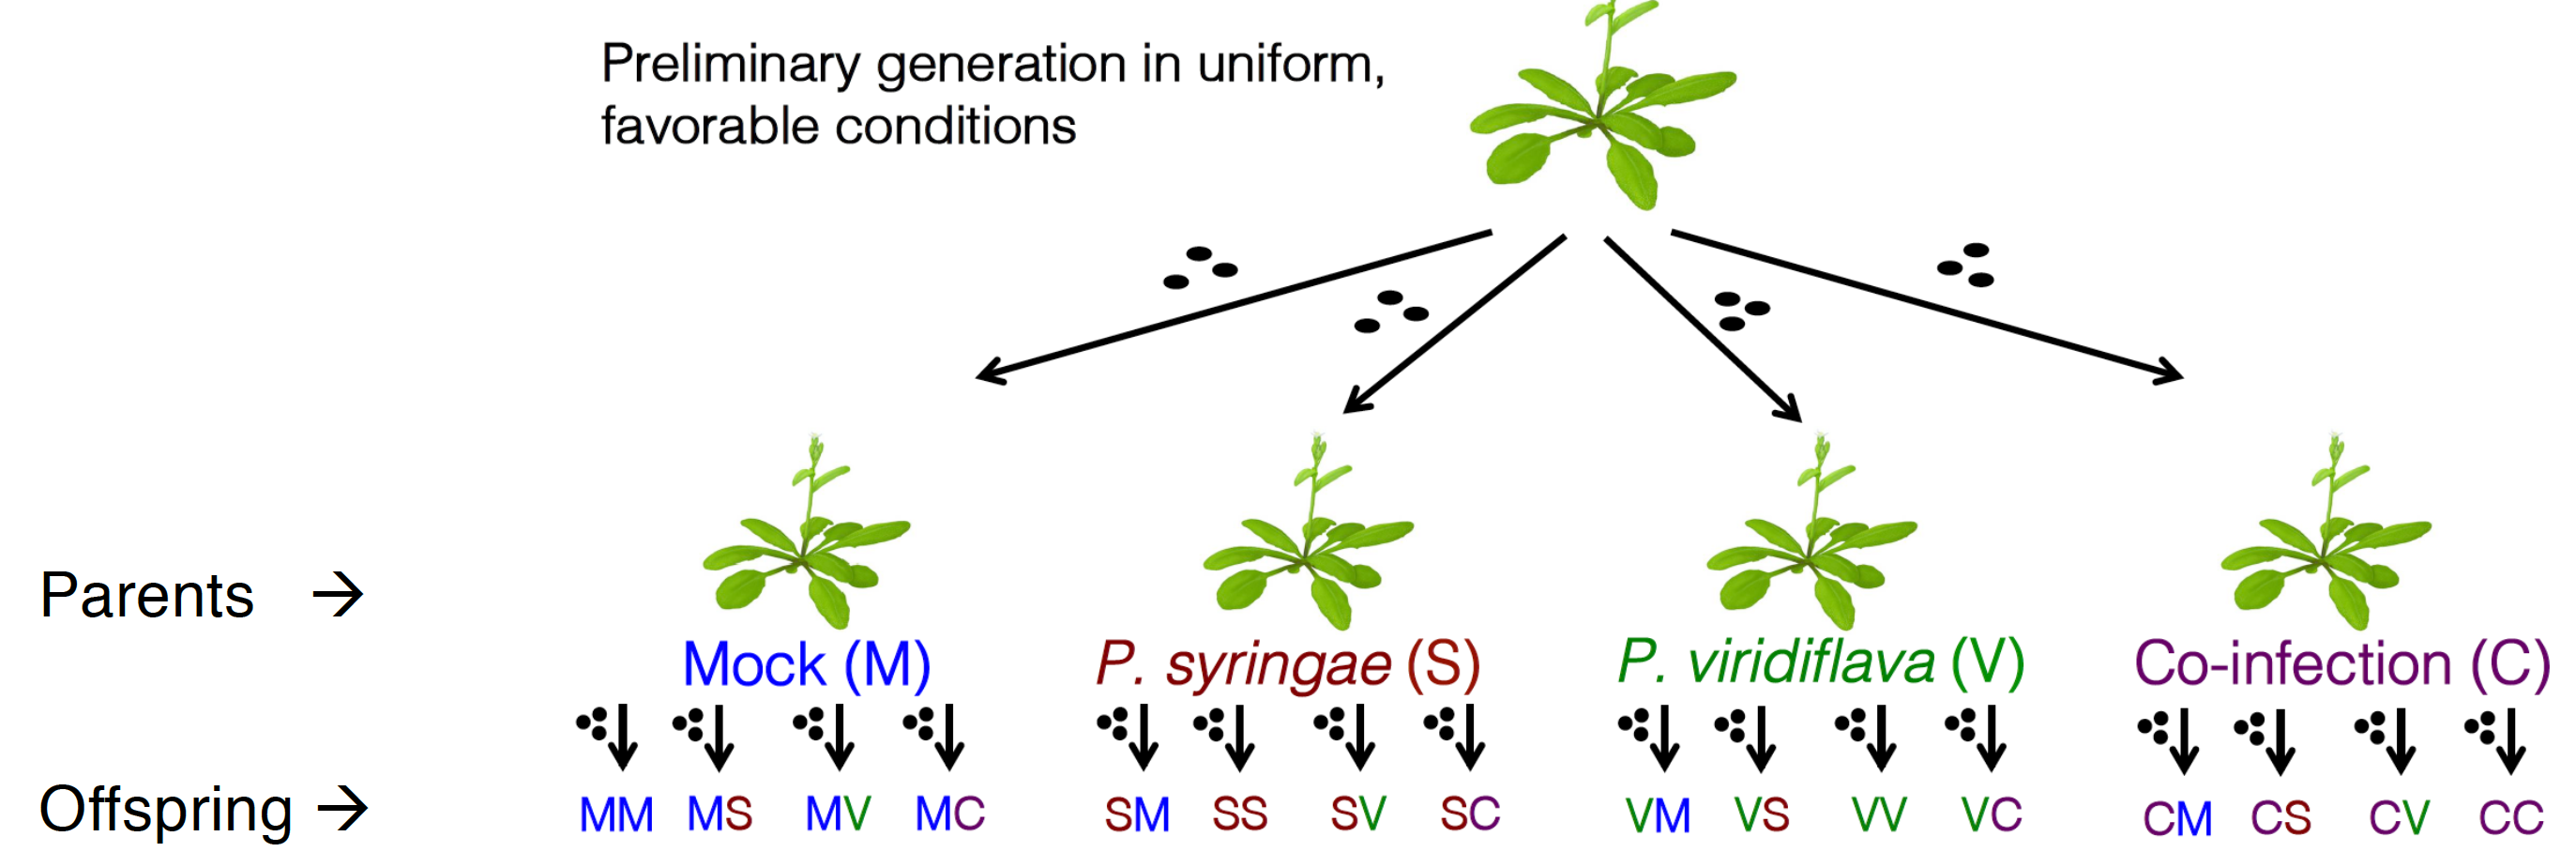 Preliminary generation in uniform,
favorable conditions
Parents →
Mock (M) P. syringae (S) P. viridiflava (V) Co-infection (C)
Offspring →
MM MS MV MC SM SS SV SC VM VS VV VC CM CS CV CC